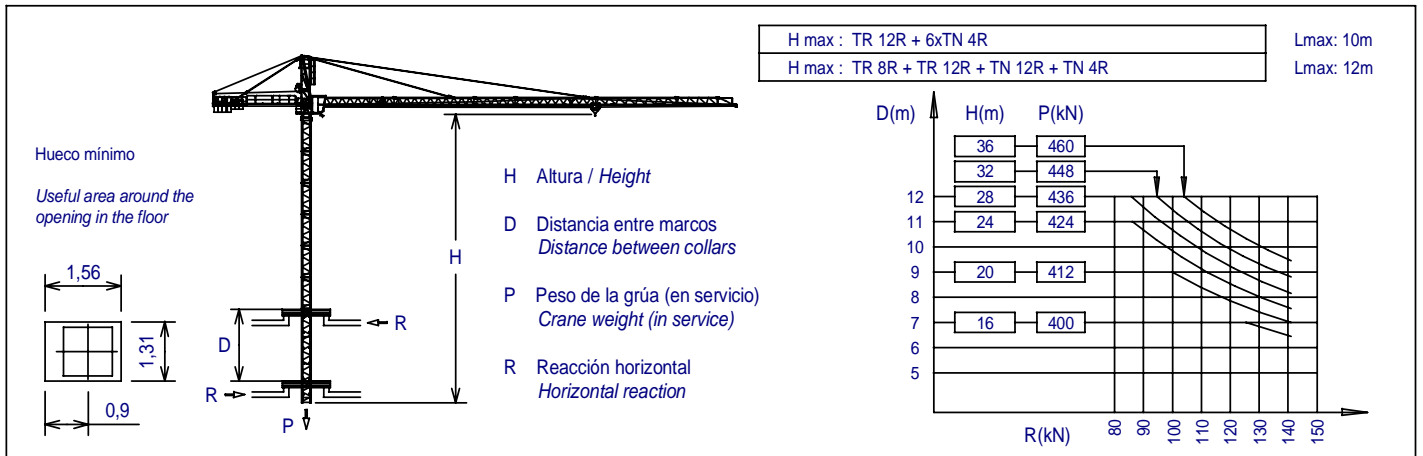 H max : TR 12R + 6xTN 4R
Lmax: 10m
H max : TR 8R + TR 12R + TN 12R + TN 4R
Lmax: 12m
Hueco mínimo
Useful area around the
opening in the floor
1,56
1,31
0,9
H
D
R
R
P
H Altura / Height
D Distancia entre marcos
Distance between collars
P Peso de la grúa (en servicio)
Crane weight (in service)
R Reacción horizontal
Horizontal reaction
D(m) H(m) P(kN)
36 460
32 448
12 28 436
11 24 424
10
9 20 412
8
7 16 400
6
5
R(kN) 80 90 100 110 120 130 140 150